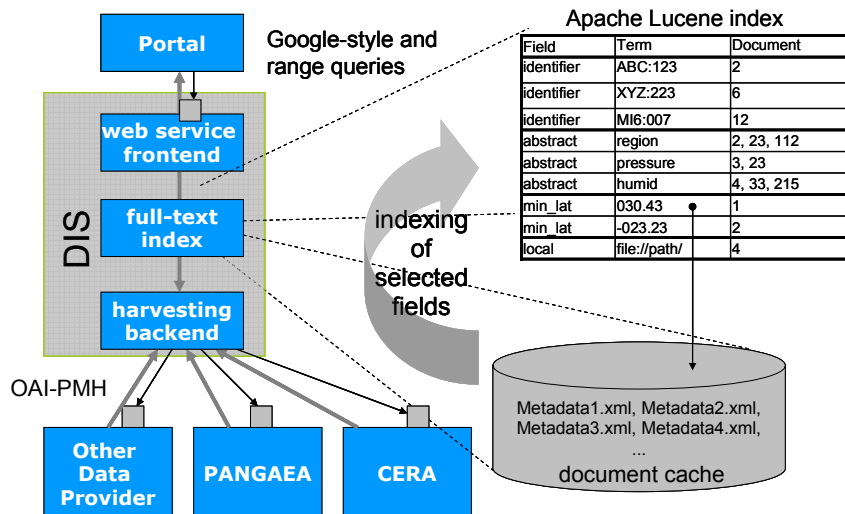 Portal
Google-style and
range queries
web service
frontend
DIS
full-text
index
harvesting
backend
OAI-PMH
Other
Data
Provider
PANGAEA
CERA
indexing
of
selected
fields
Apache Lucene index
Field Term Document
identifier ABC:123 2
identifier XYZ:223 6
identifier MI6:007 12
abstract region 2, 23, 112
abstract pressure 3, 23
abstract humid 4, 33, 215
min_lat 030.43 1
min_lat -023.23 2
local file://path/ 4
Metadata1.xml, Metadata2.xml,
Metadata3.xml, Metadata4.xml,
...
document cache